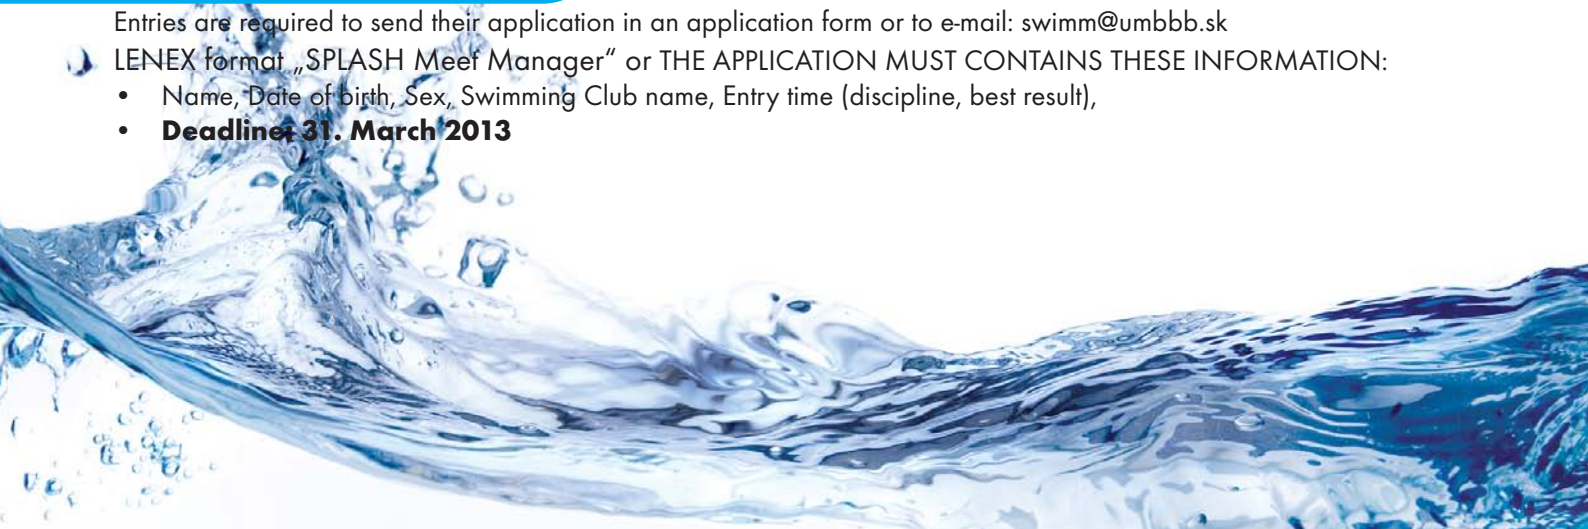 Entries are required to send their application in an application form or to e-mail: swimm@umbbb.sk
LENEX format „SPLASH Meet Manager“ or THE APPLICATION MUST CONTAINS THESE INFORMATION:
• Name, Date of birth, Sex, Swimming Club name, Entry time (discipline, best result),
• Deadline: 31. March 2013